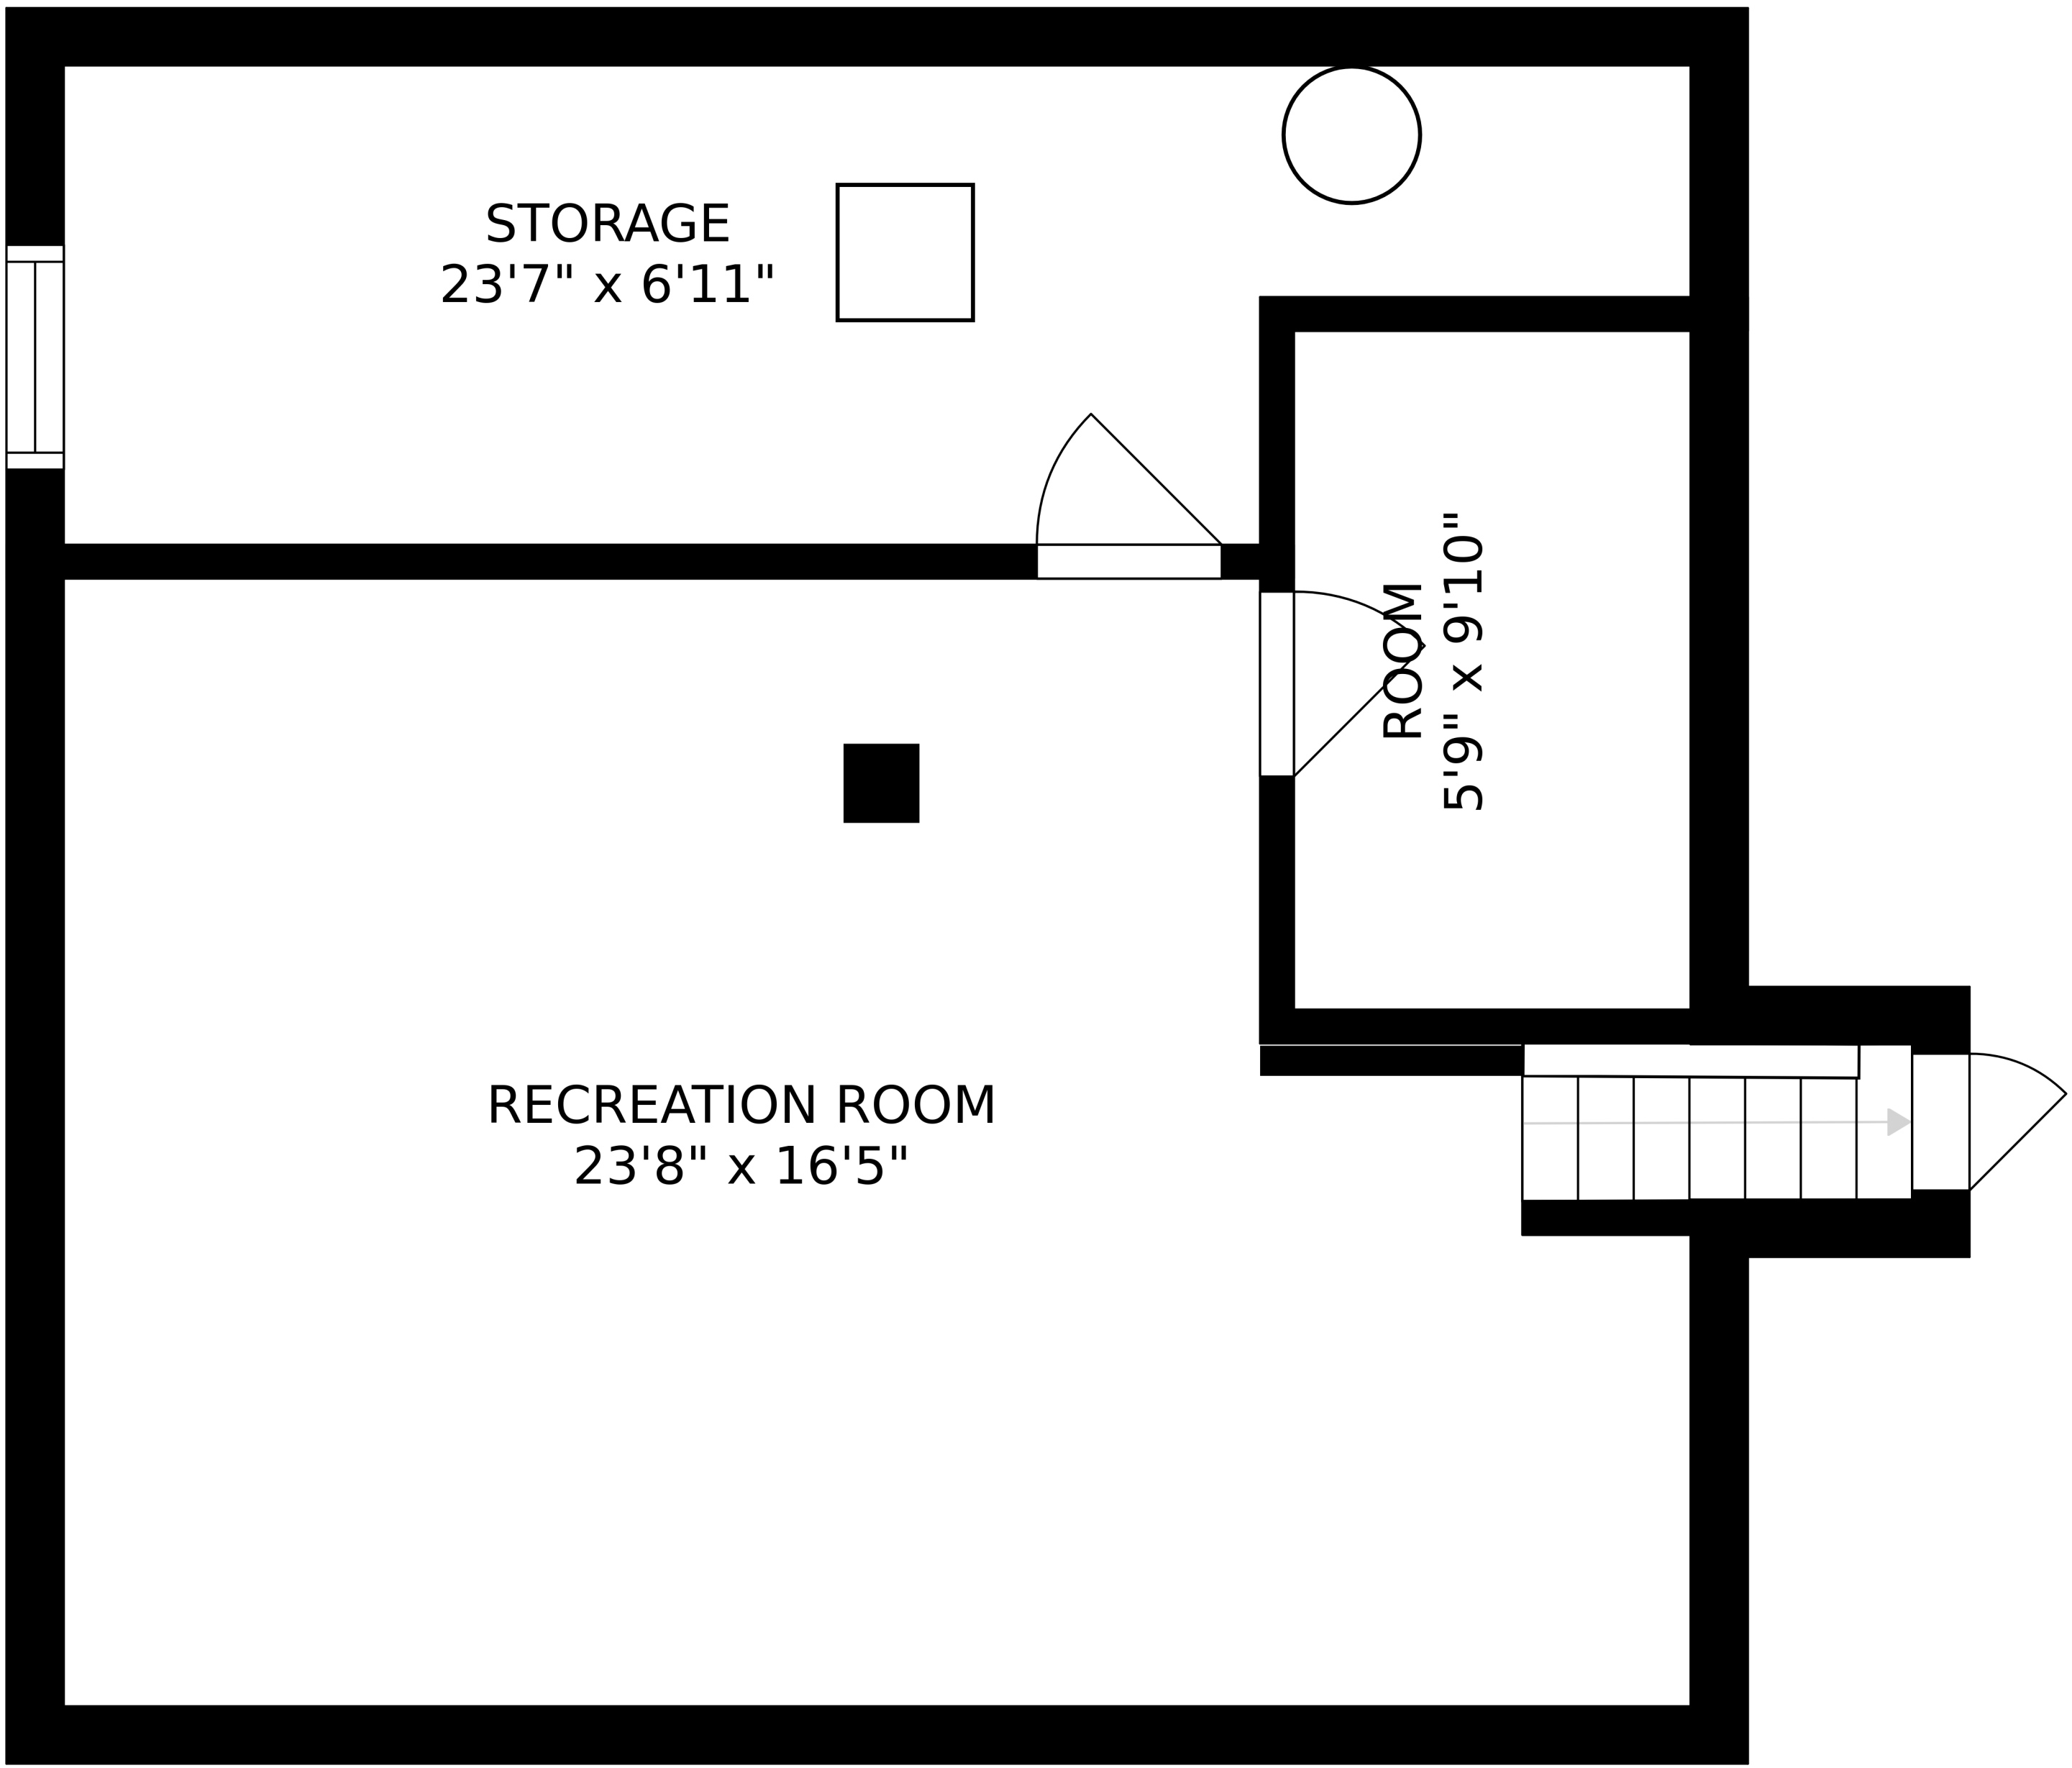 STORAGE
23'7" x 6'11"
ROOM
5'9" x 9'10"
RECREATION ROOM
23'8" x 16'5"